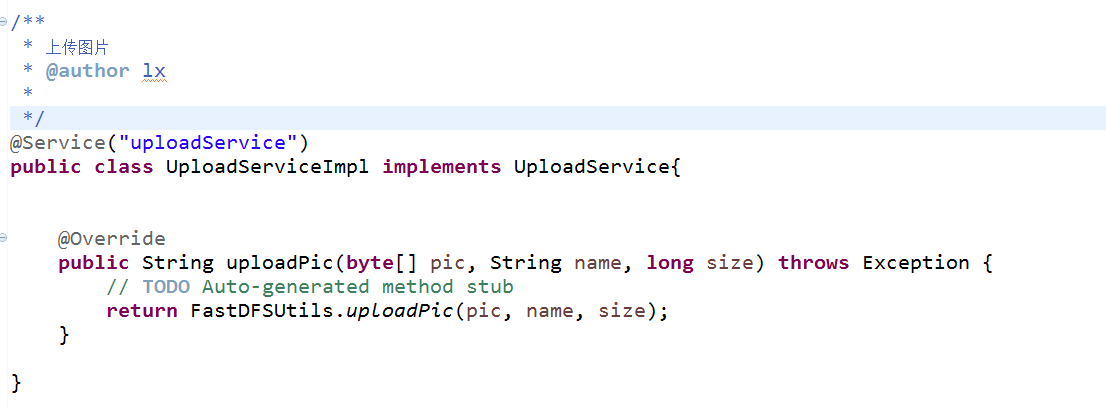 /**
 * 上传图片
 * @author lx
 *
 */
@Service("uploadService")
public class UploadServiceImpl implements UploadService{
    @Override
    public String uploadPic(byte[] pic, String name, long size) throws Exception {
        // TODO Auto-generated method stub
        return FastDFSUtils.uploadPic(pic, name, size);
    }
}